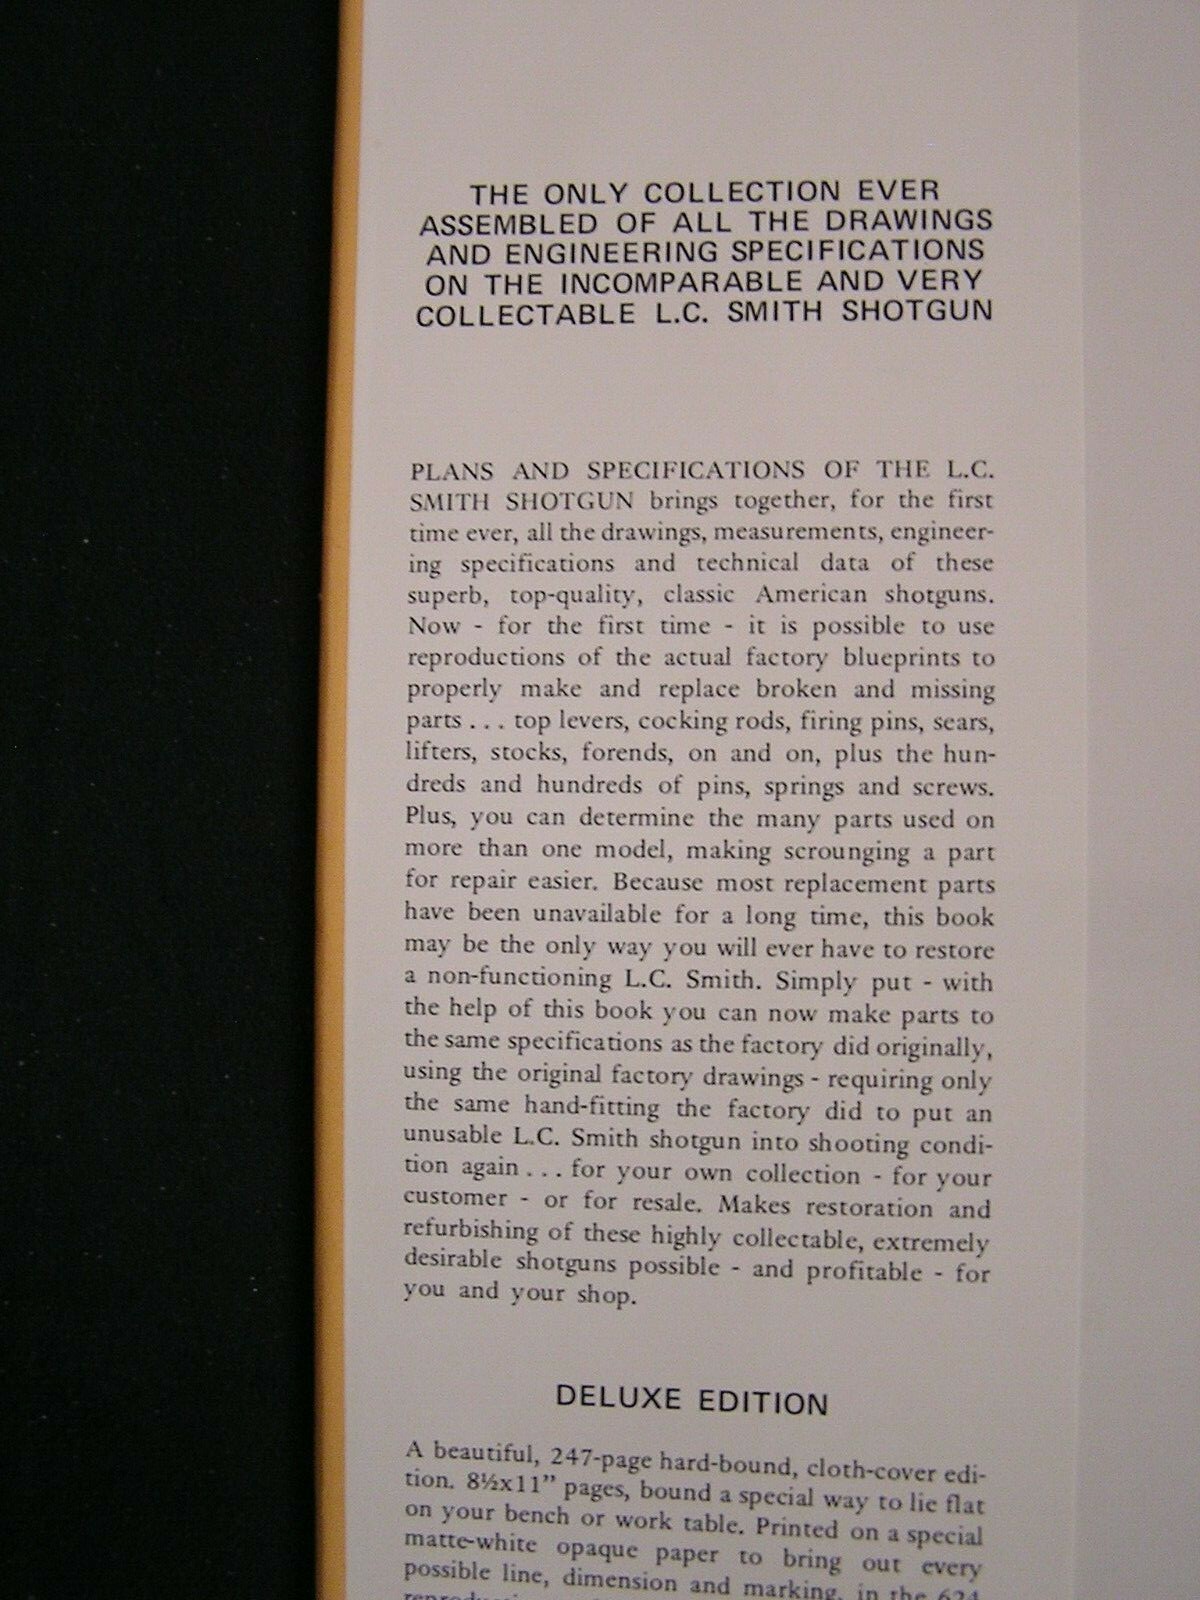 THE ONLY COLLECTION EVER
ASSEMBLED OF ALL THE DRAWINGS
AND ENGINEERING SPECIFICATIONS
ON THE INCOMPARABLE AND VERY
COLLECTABLE L.C. SMITH SHOTGUN
PLANS AND SPECIFICATIONS OF THE L.C.
SMITH SHOTGUN brings together, for the first
time ever, all the drawings, measurements, engineer-
ing specifications and technical data of these
superb, top-quality, classic American shotguns.
Now - for the first time - it is possible to use
reproductions of the actual factory blueprints to
properly make and replace broken and missing
parts . . . top levers, cocking rods, firing pins, sears,
lifters, stocks, forends, on and on, plus the hun-
dreds and hundreds of pins, springs and screws.
Plus, you can determine the many parts used on
more than one model, making scrounging a part
for repair easier. Because most replacement parts
have been unavailable for a long time, this book
may be the only way you will ever have to restore
a non-functioning L.C. Smith. Simply put - with
the help of this book you can now make parts to
the same specifications as the factory did originally,
using the original factory drawings - requiring only
the same hand-fitting the factory did to put an
unusable L.C. Smith shotgun into shooting condi-
tion again . . . for your own collection - for your
customer - or for resale. Makes restoration and
refurbishing of these highly collectable, extremely
desirable shotguns possible - and profitable - for
you and your shop.
DELUXE EDITION
A beautiful, 247-page hard-bound, cloth-cover edi-
tion. 8½x11” pages, bound a special way to lie flat
on your bench or work table. Printed on a special
matte-white opaque paper to bring out every
possible line, dimension and marking, in the 624